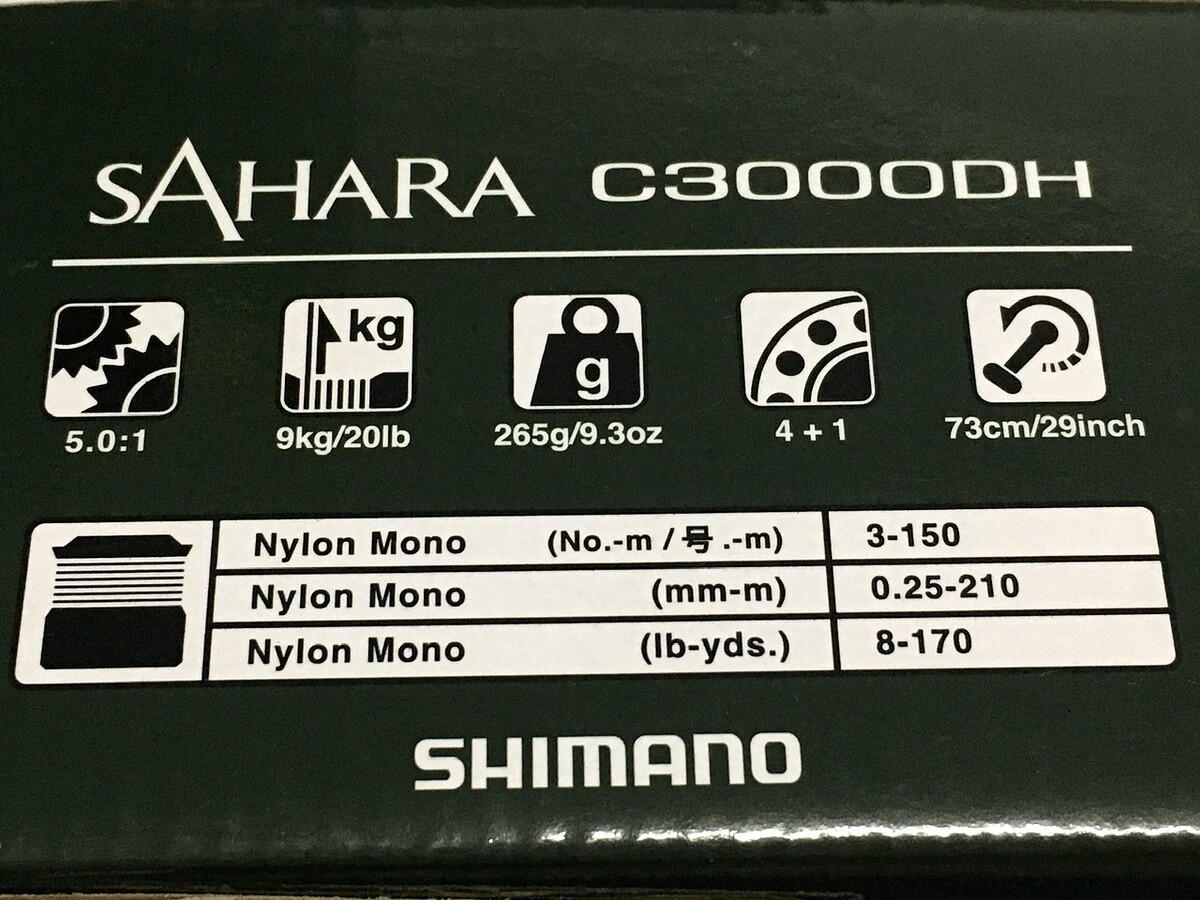 SAHARA C3000DH
kg
g
5.0:1 9kg/20lb 265g/9.3oz 4+1 73cm/29inch
Nylon Mono (No.-m / 号.-m) 3-150
Nylon Mono (mm-m) 0.25-210
Nylon Mono (lb-yds.) 8-170
SHIMANO